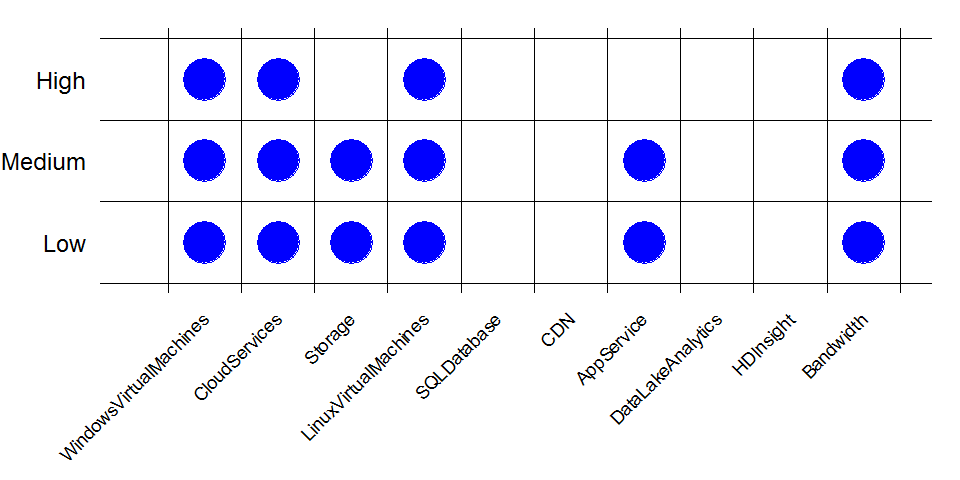 High
Medium
Low
WindowsVirtualMachines
CloudServices
Storage
LinuxVirtualMachines
SQLDatabase
CDN
AppService
DataLakeAnalytics
HDInsight
Bandwidth